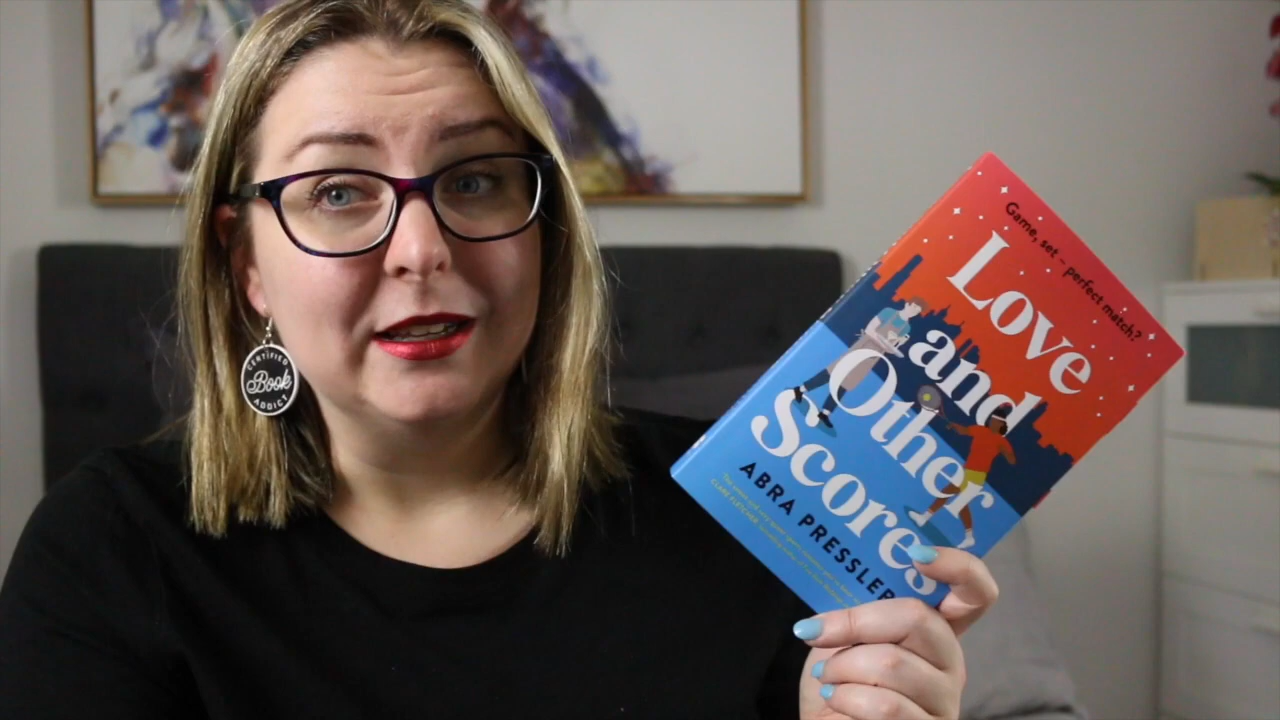 CERTIFIED
Book
ADDICT
Game, set – perfect match?
Love
and
Other
Scores
ABRA PRESSLER
CLARE FLETCHER,